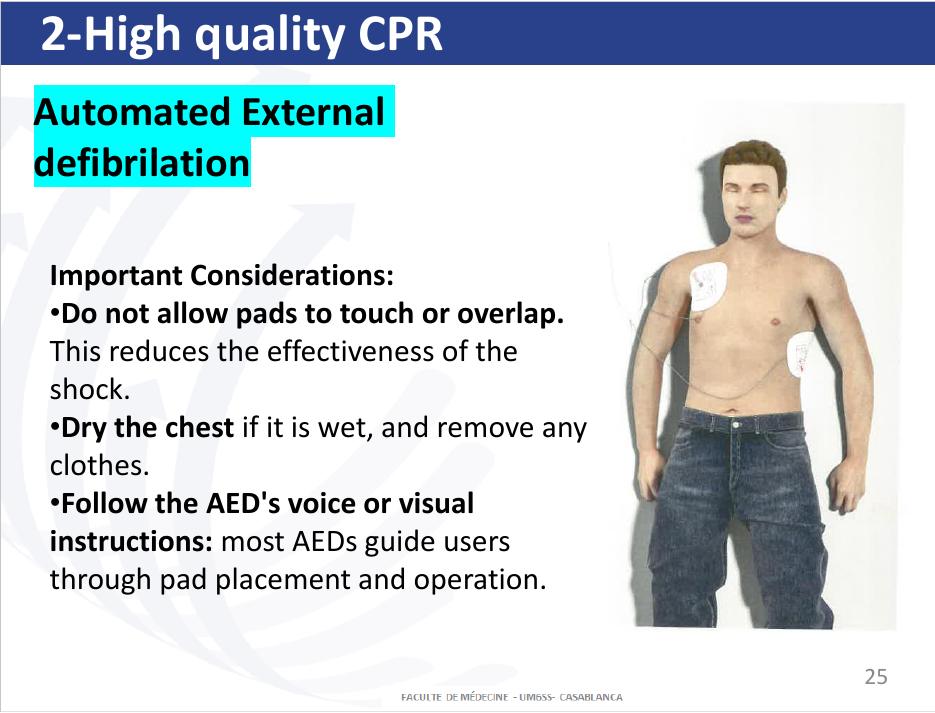 2-High quality CPR
Automated External
defibrilation
Important Considerations:
•Do not allow pads to touch or overlap.
This reduces the effectiveness of the
shock.
•Dry the chest if it is wet, and remove any
clothes.
•Follow the AED's voice or visual
instructions: most AEDs guide users
through pad placement and operation.
25
FACULTE DE MÉDECINE - UM6SS- CASABLANCA